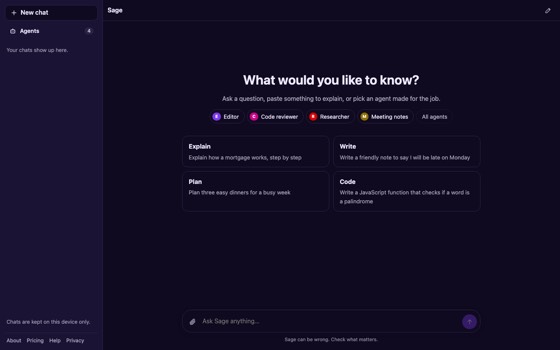 New chat
Agents 4
Your chats show up here.
Chats are kept on this device only.
About Pricing Help Privacy
Sage
What would you like to know?
Ask a question, paste something to explain, or pick an agent made for the job.
E Editor C Code reviewer R Researcher M Meeting notes All agents
Explain
Explain how a mortgage works, step by step
Write
Write a friendly note to say I will be late on Monday
Plan
Plan three easy dinners for a busy week
Code
Write a JavaScript function that checks if a word is
a palindrome
Ask Sage anything...
Sage can be wrong. Check what matters.